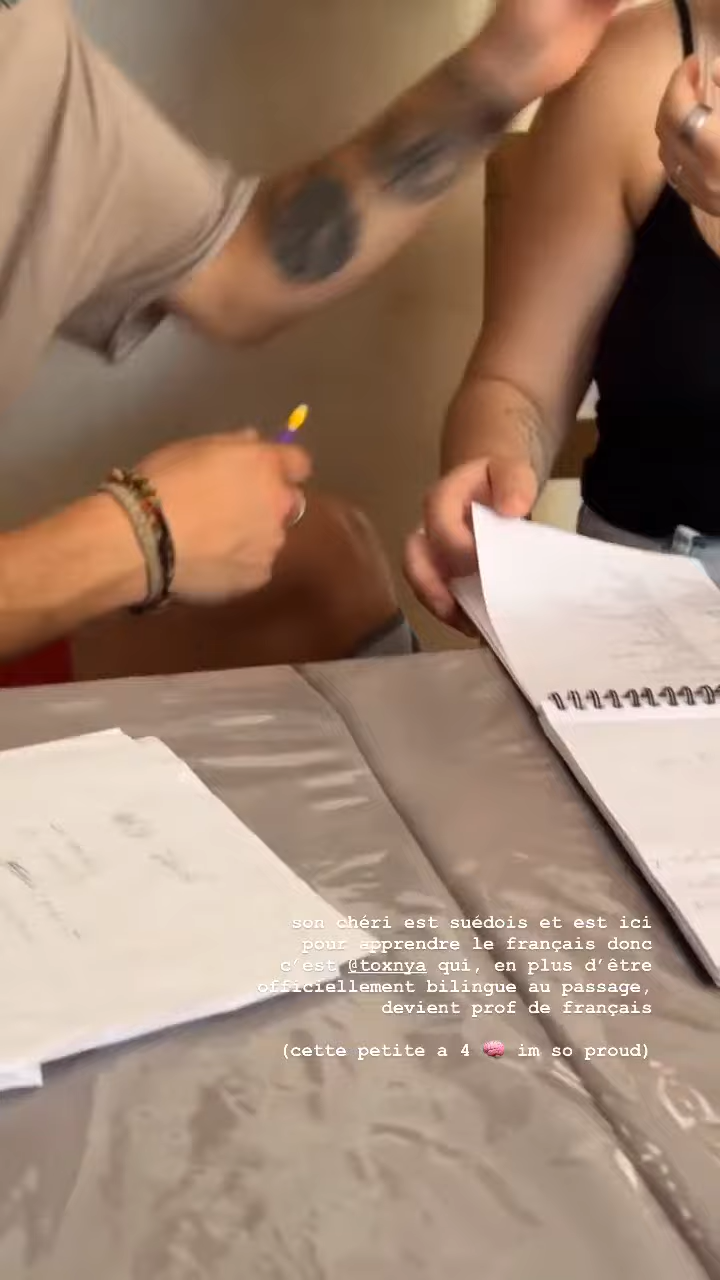 son chéri est suédois et est ici
pour apprendre le français donc
c'est @toxnya qui, en plus d'être
officiellement bilingue au passage,
devient prof de français
(cette petite a 4 🧠 im so proud)